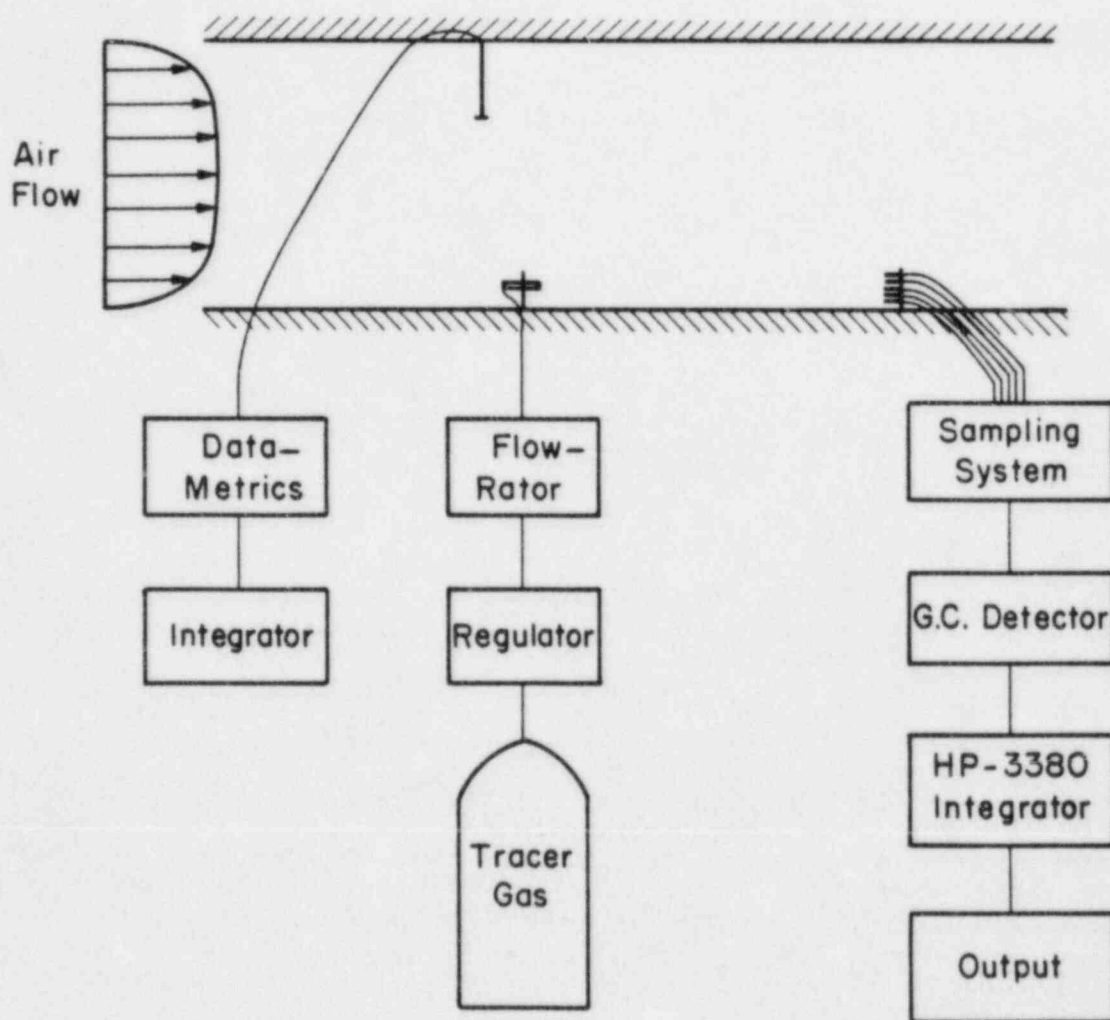 Air
Flow
Data-
Metrics
Integrator
Flow-
Rator
Regulator
Tracer
Gas
Sampling
System
G.C. Detector
HP-3380
Integrator
Output